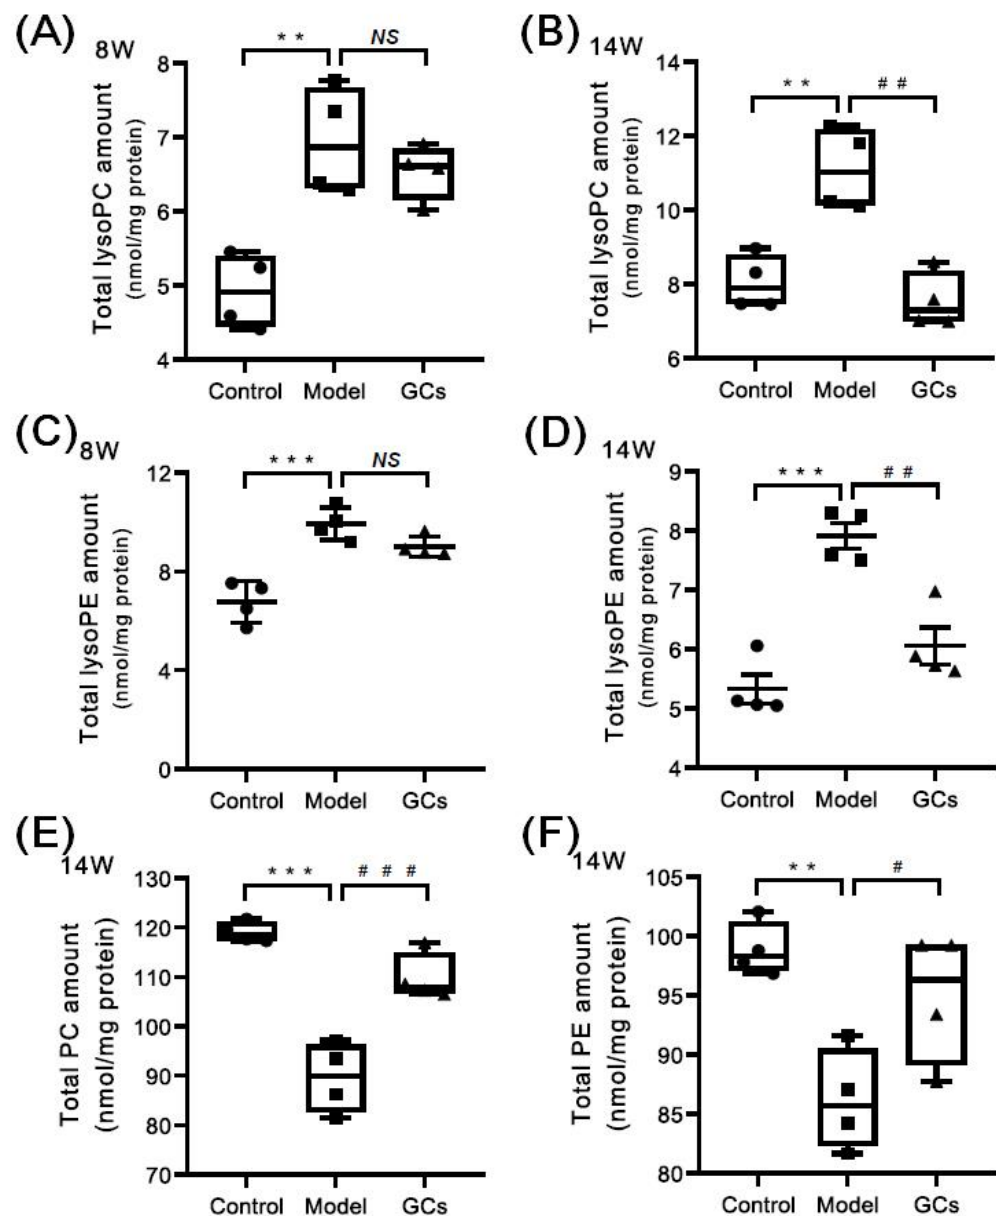 (A) 8W
* * NS
Total lysoPC amount
(nmol/mg protein)
8
7
6
5
4
Control Model GCs
(B) 14W
* * # #
Total lysoPC amount
(nmol/mg protein)
14
12
10
8
6
Control Model GCs
(C) 8W
* * * NS
Total lysoPE amount
(nmol/mg protein)
12
8
4
0
Control Model GCs
(D) 14W
* * * # #
Total lysoPE amount
(nmol/mg protein)
9
8
7
6
5
4
Control Model GCs
(E) 14W
* * * # # #
Total PC amount
(nmol/mg protein)
130
120
110
100
90
80
70
Control Model GCs
(F) 14W
* * #
Total PE amount
(nmol/mg protein)
105
100
95
90
85
80
Control Model GCs